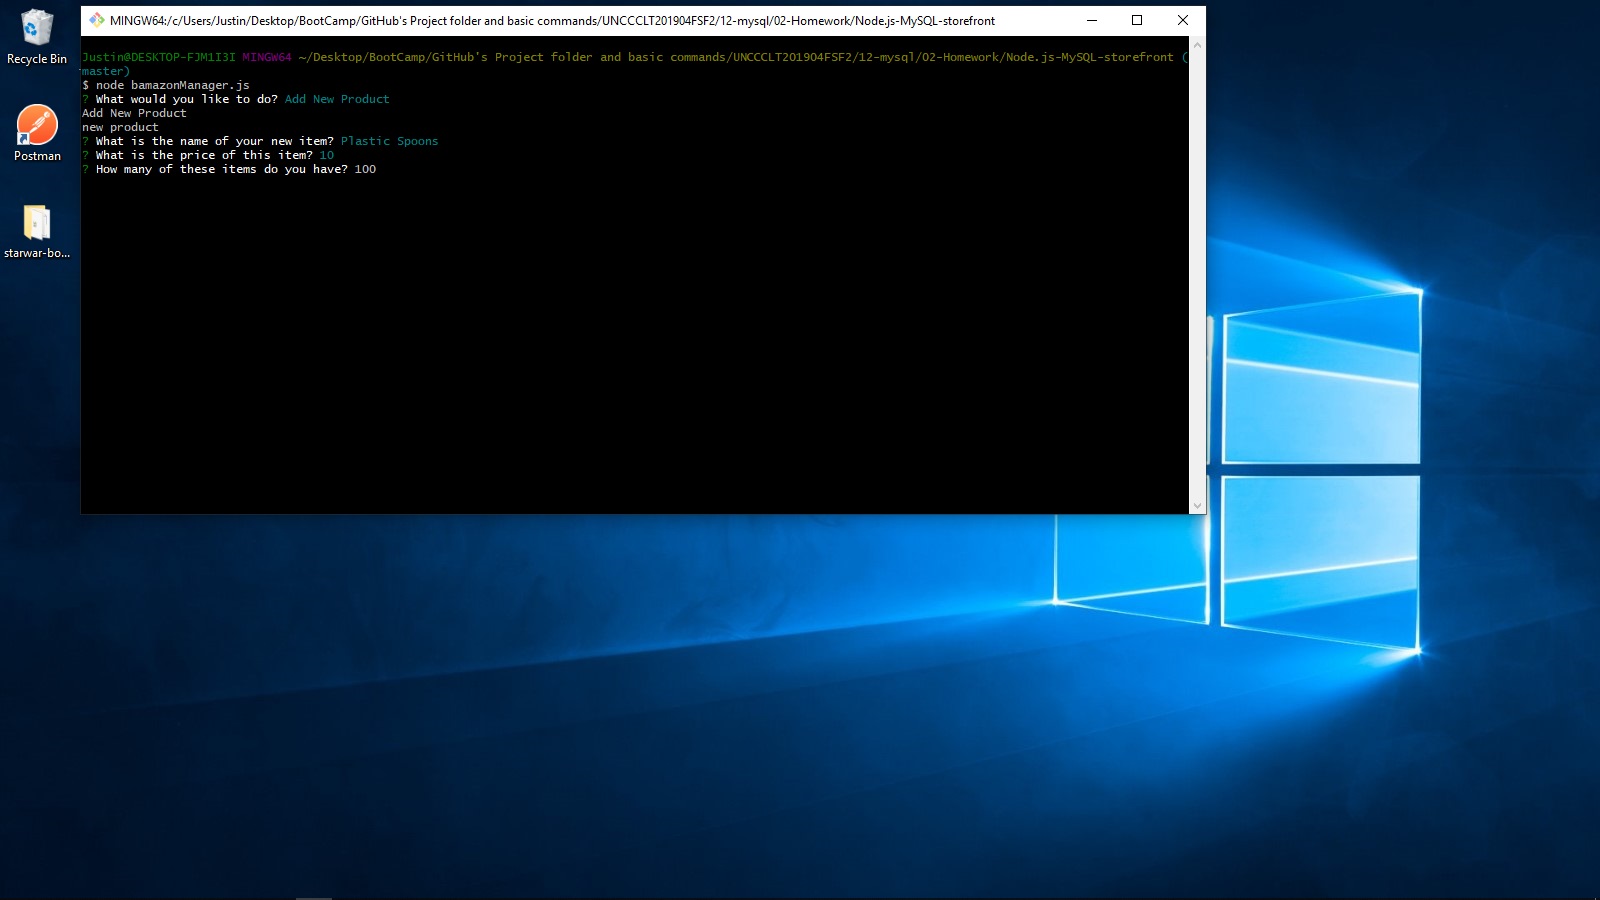 Recycle Bin
Postman
starwar-bo...
MINGW64:/c/Users/Justin/Desktop/BootCamp/GitHub's Project folder and basic commands/UNCCCLT201904FSF2/12-mysql/02-Homework/Node.js-MySQL-storefront
Justin@DESKTOP-FJM1I3I MINGW64 ~/Desktop/BootCamp/GitHub's Project folder and basic commands/UNCCCLT201904FSF2/12-mysql/02-Homework/Node.js-MySQL-storefront (
master)
$ node bamazonManager.js
? What would you like to do? Add New Product
Add New Product
new product
? What is the name of your new item? Plastic Spoons
? What is the price of this item? 10
? How many of these items do you have? 100